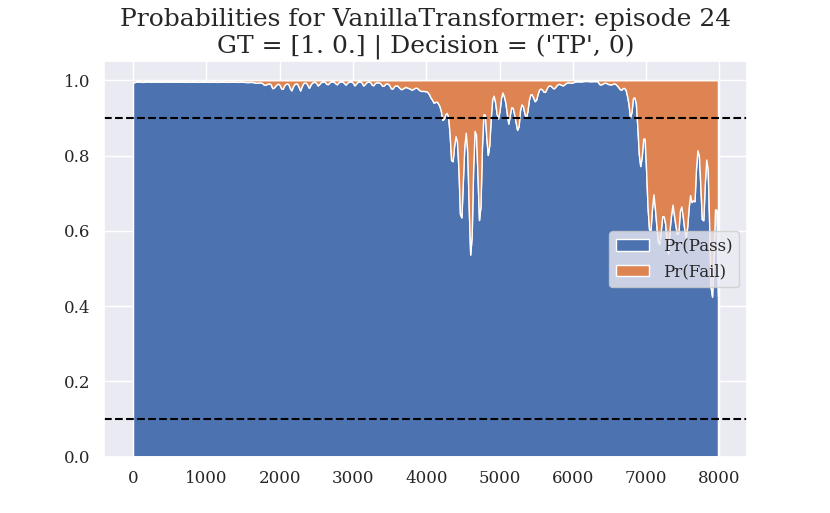 Probabilities for VanillaTransformer: episode 24
GT = [1. 0.] | Decision = ('TP', 0)
1.0
0.8
0.6
0.4
0.2
0.0
Pr(Pass)
Pr(Fail)
0 1000 2000 3000 4000 5000 6000 7000 8000